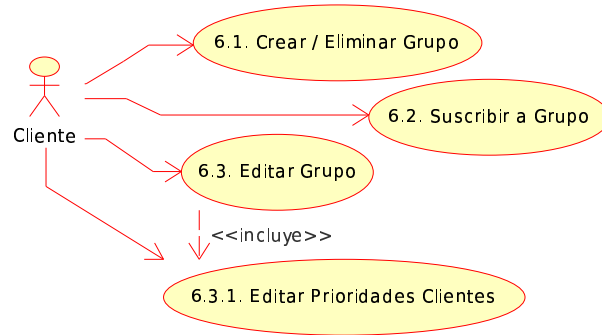 6.1. Crear / Eliminar Grupo
6.2. Suscribir a Grupo
Cliente
6.3. Editar Grupo
<<incluye>>
6.3.1. Editar Prioridades Clientes